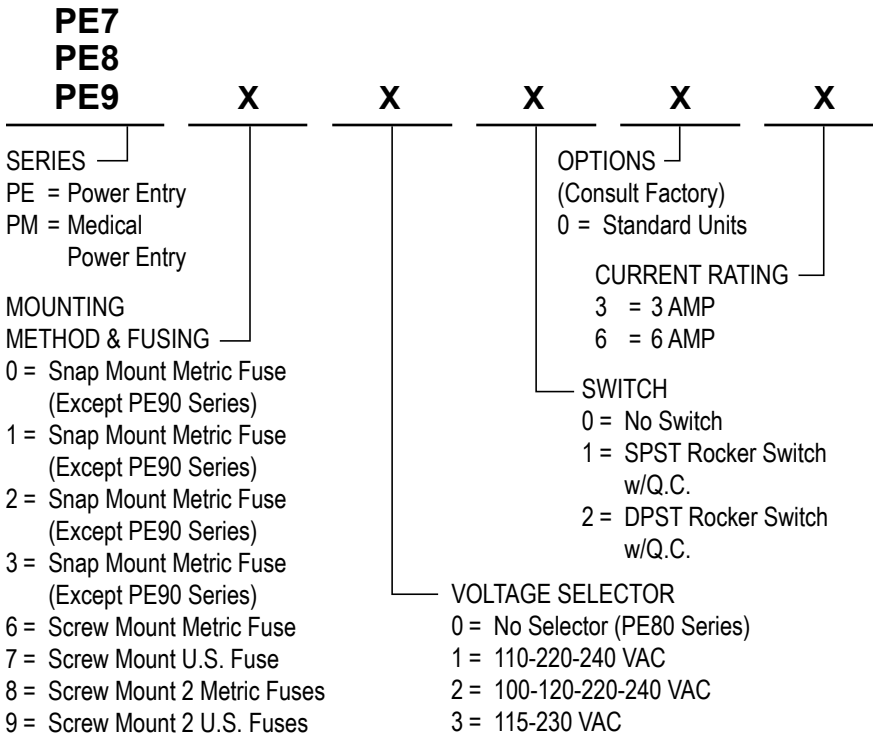 PE7
PE8
PE9 X X X X X
SERIES
PE = Power Entry
PM = Medical
Power Entry
MOUNTING
METHOD & FUSING
0 = Snap Mount Metric Fuse
(Except PE90 Series)
1 = Snap Mount Metric Fuse
(Except PE90 Series)
2 = Snap Mount Metric Fuse
(Except PE90 Series)
3 = Snap Mount Metric Fuse
(Except PE90 Series)
6 = Screw Mount Metric Fuse
7 = Screw Mount U.S. Fuse
8 = Screw Mount 2 Metric Fuses
9 = Screw Mount 2 U.S. Fuses
OPTIONS
(Consult Factory)
0 = Standard Units
CURRENT RATING
3 = 3 AMP
6 = 6 AMP
SWITCH
0 = No Switch
1 = SPST Rocker Switch
w/Q.C.
2 = DPST Rocker Switch
w/Q.C.
VOLTAGE SELECTOR
0 = No Selector (PE80 Series)
1 = 110-220-240 VAC
2 = 100-120-220-240 VAC
3 = 115-230 VAC